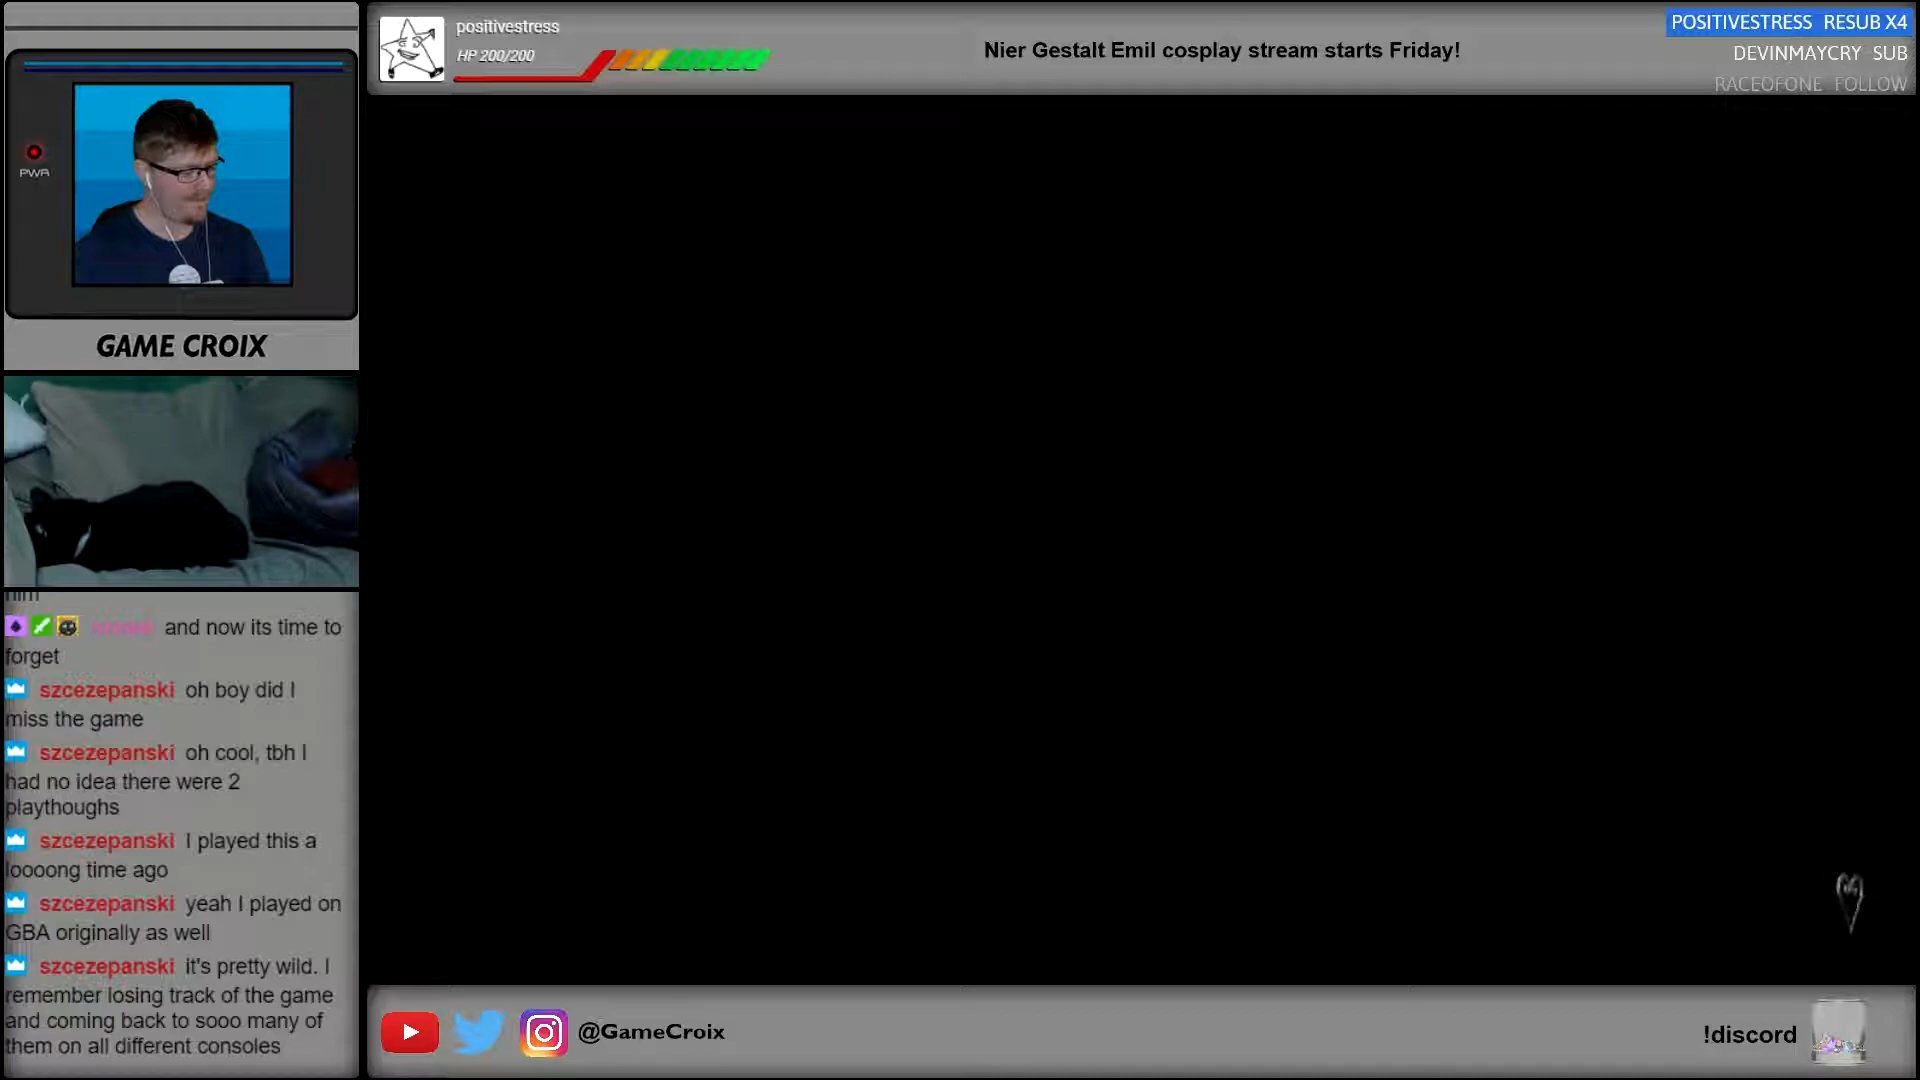 positivestress
HP 200/200
Nier Gestalt Emil cosplay stream starts Friday!
POSITIVESTRESS RESUB X4
DEVINMAYCRY SUB
RACEOFONE FOLLOW
PWR
GAME CROIX
him
and now its time to
forget
szcezepanski oh boy did I
miss the game
szcezepanski oh cool, tbh I
had no idea there were 2
playthoughs
szcezepanski I played this a
loooong time ago
szcezepanski yeah I played on
GBA originally as well
szcezepanski it's pretty wild. I
remember losing track of the game
and coming back to sooo many of
them on all different consoles
@GameCroix
!discord